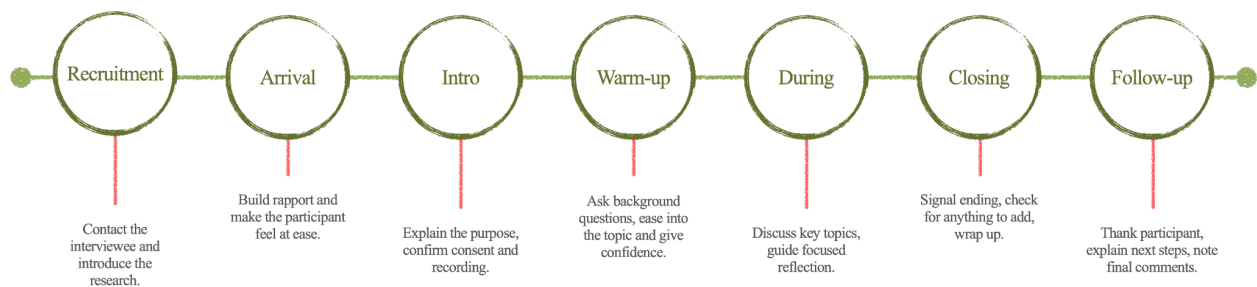 Recruitment
Arrival
Intro
Warm-up
During
Closing
Follow-up
Contact the
interviewee and
introduce the
research.
Build rapport and
make the participant
feel at ease.
Explain the purpose,
confirm consent and
recording.
Ask background
questions, ease into
the topic and give
confidence.
Discuss key topics,
guide focused
reflection.
Signal ending, check
for anything to add,
wrap up.
Thank participant,
explain next steps, note
final comments.